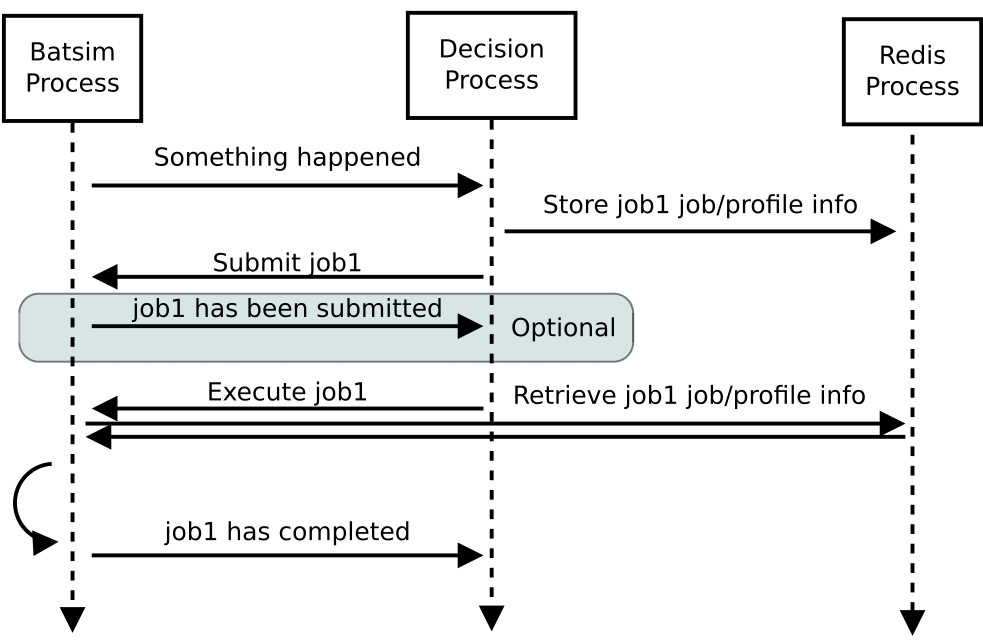 Batsim
Process
Decision
Process
Redis
Process
Something happened
Store job1 job/profile info
Submit job1
job1 has been submitted
Optional
Execute job1
Retrieve job1 job/profile info
job1 has completed